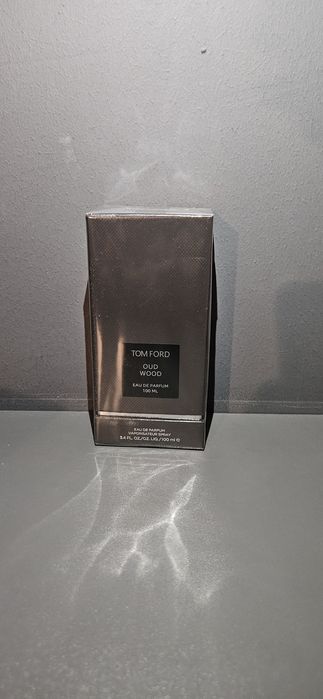 TOM FORD
OUD
WOOD
EAU DE PARFUM
100 ML
EAU DE PARFUM
VAPORISATEUR SPRAY
3.4 FL. OZ./OZ. LIQ./100 ml ℮